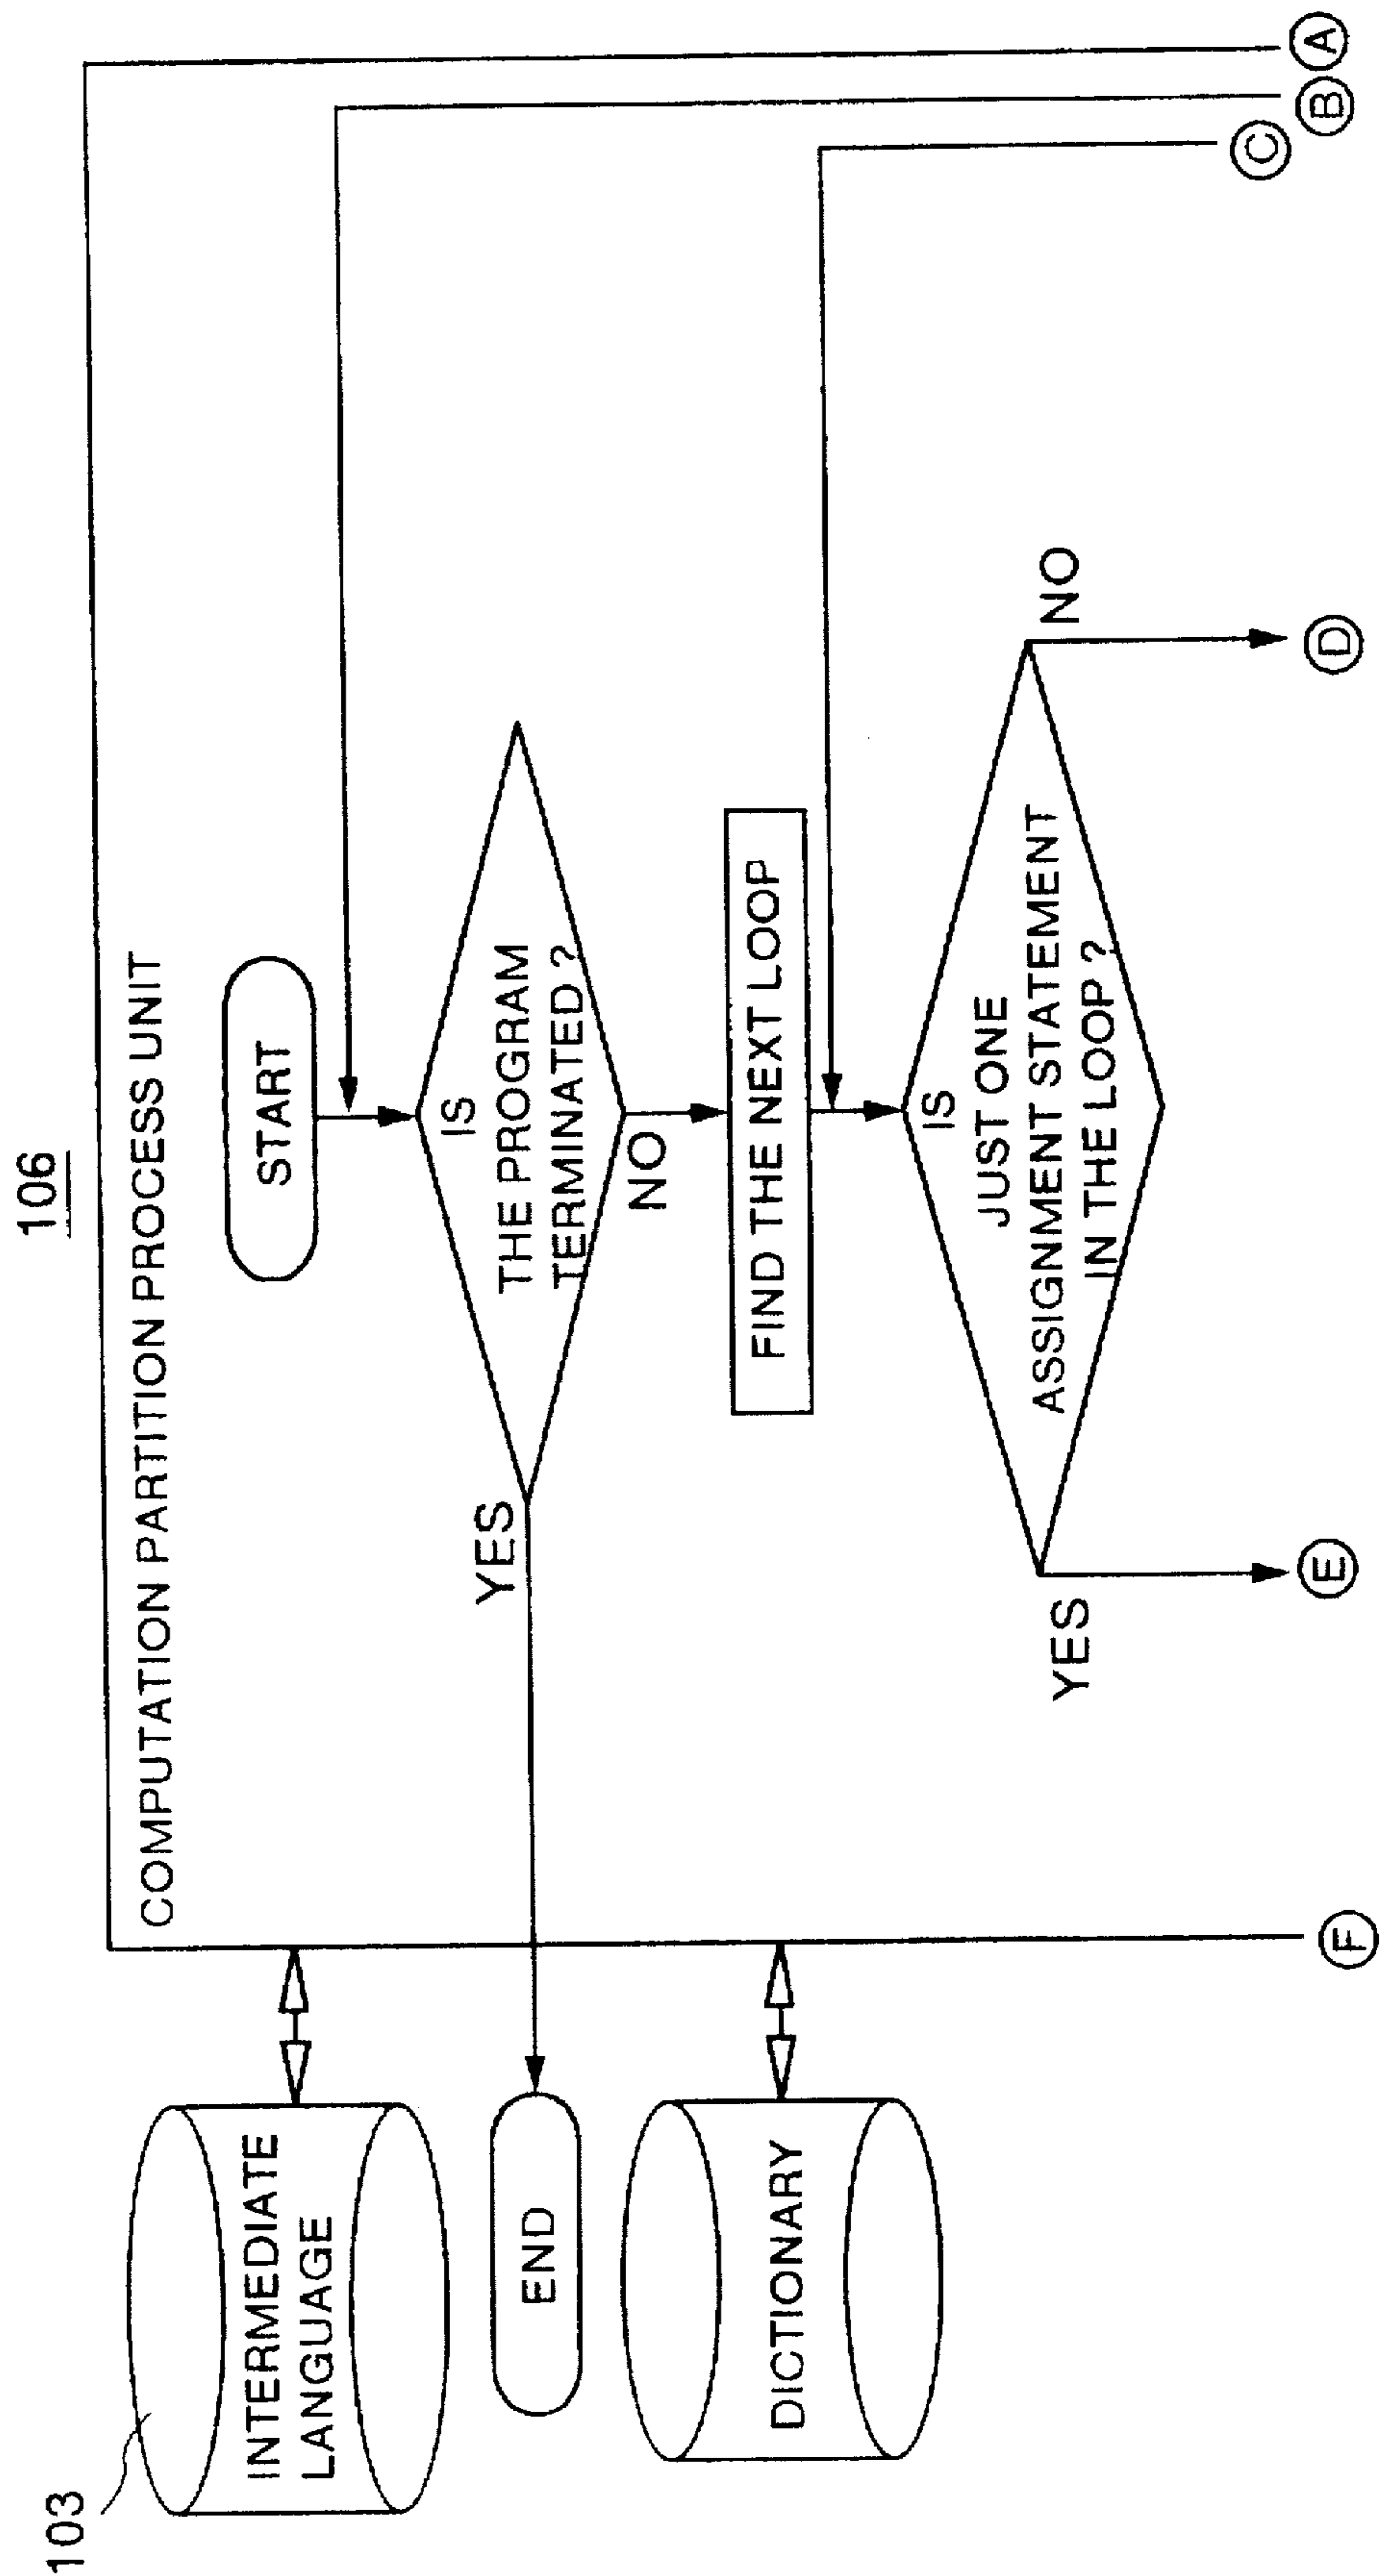 106
COMPUTATION PARTITION PROCESS UNIT
103
INTERMEDIATE
LANGUAGE
START
IS
THE PROGRAM
TERMINATED ?
YES
NO
END
FIND THE NEXT LOOP
DICTIONARY
IS
JUST ONE
ASSIGNMENT STATEMENT
IN THE LOOP ?
YES
NO
F
E
D
C
B
A